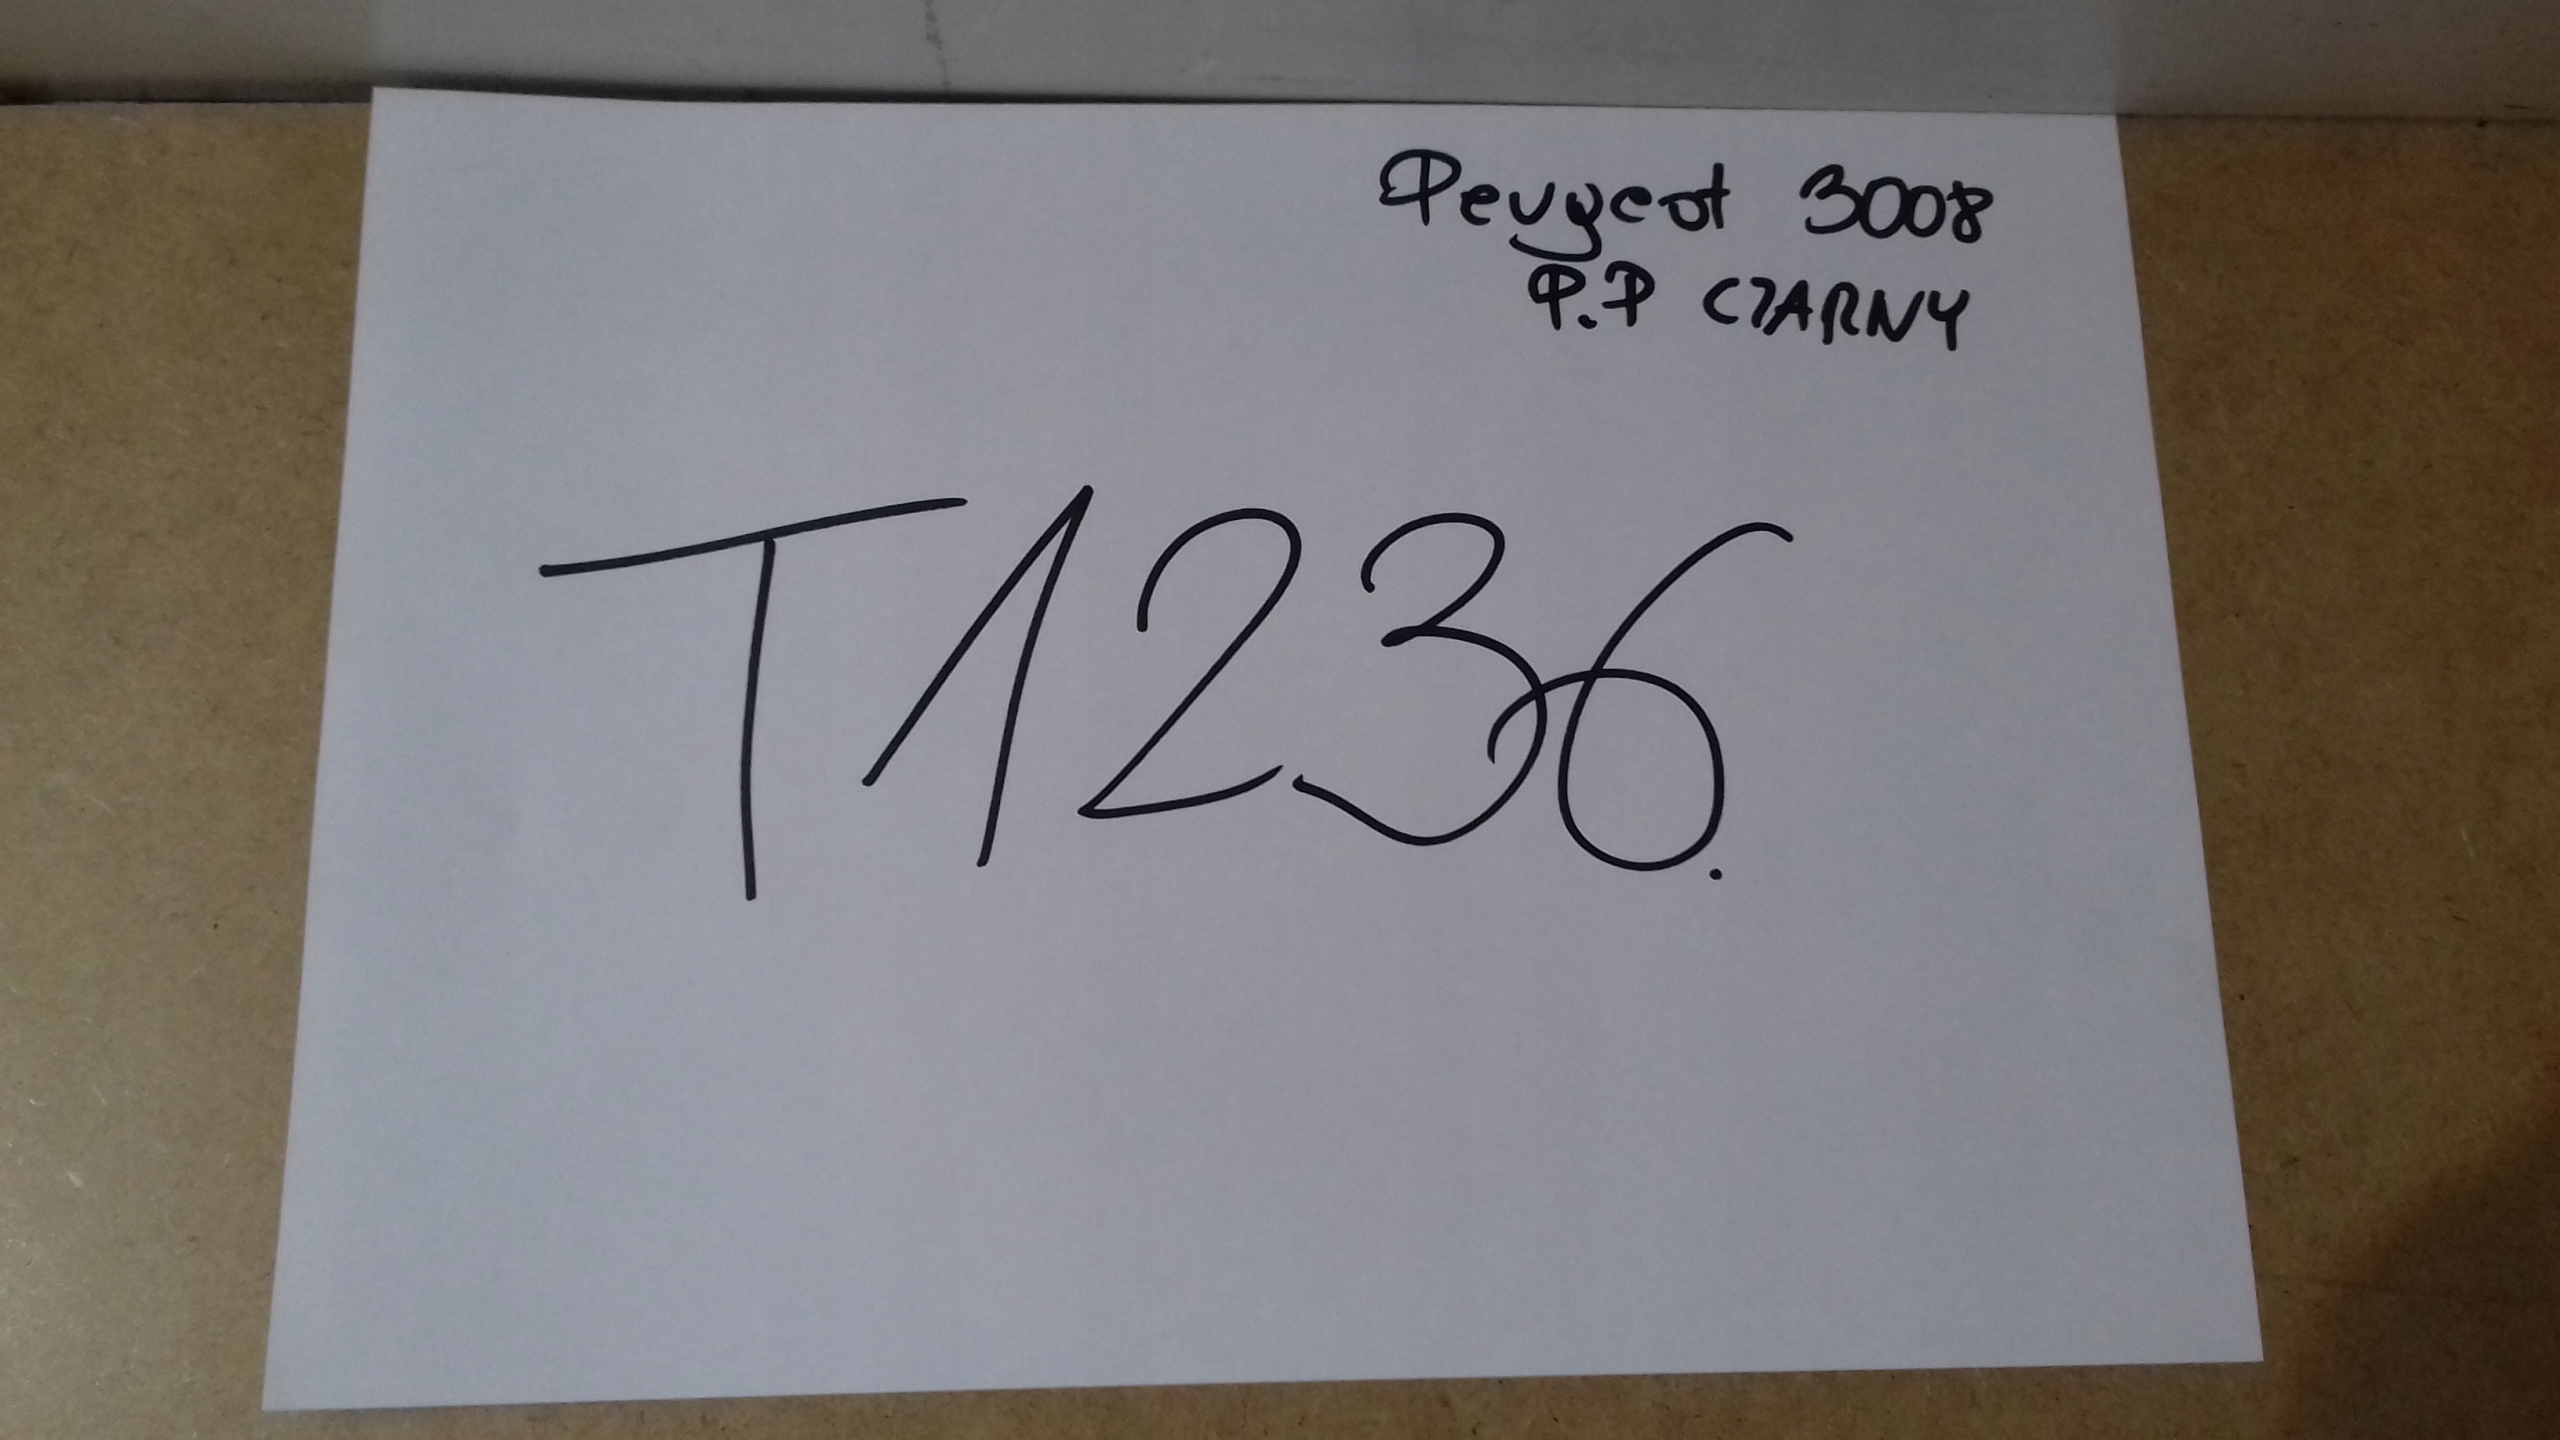 Peugeot 3008
P.P CZARNY
T1236.